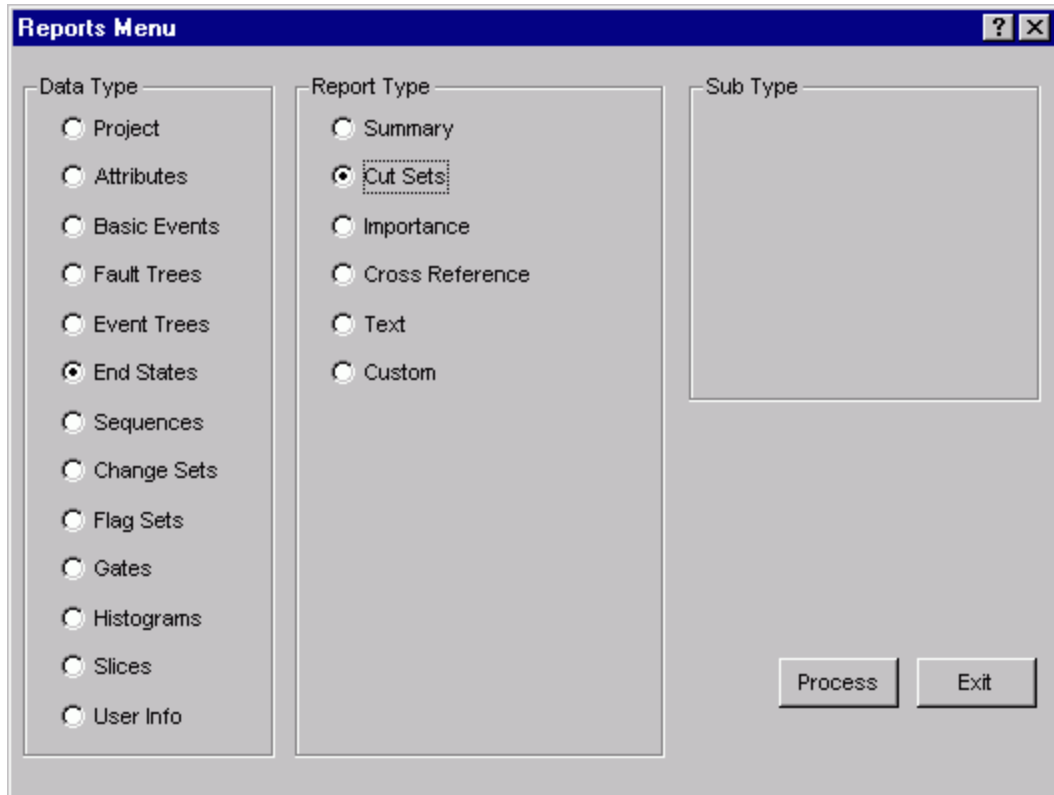 Reports Menu
Data Type
Project
Attributes
Basic Events
Fault Trees
Event Trees
End States
Sequences
Change Sets
Flag Sets
Gates
Histograms
Slices
User Info
Report Type
Summary
Cut Sets
Importance
Cross Reference
Text
Custom
Sub Type
Process
Exit